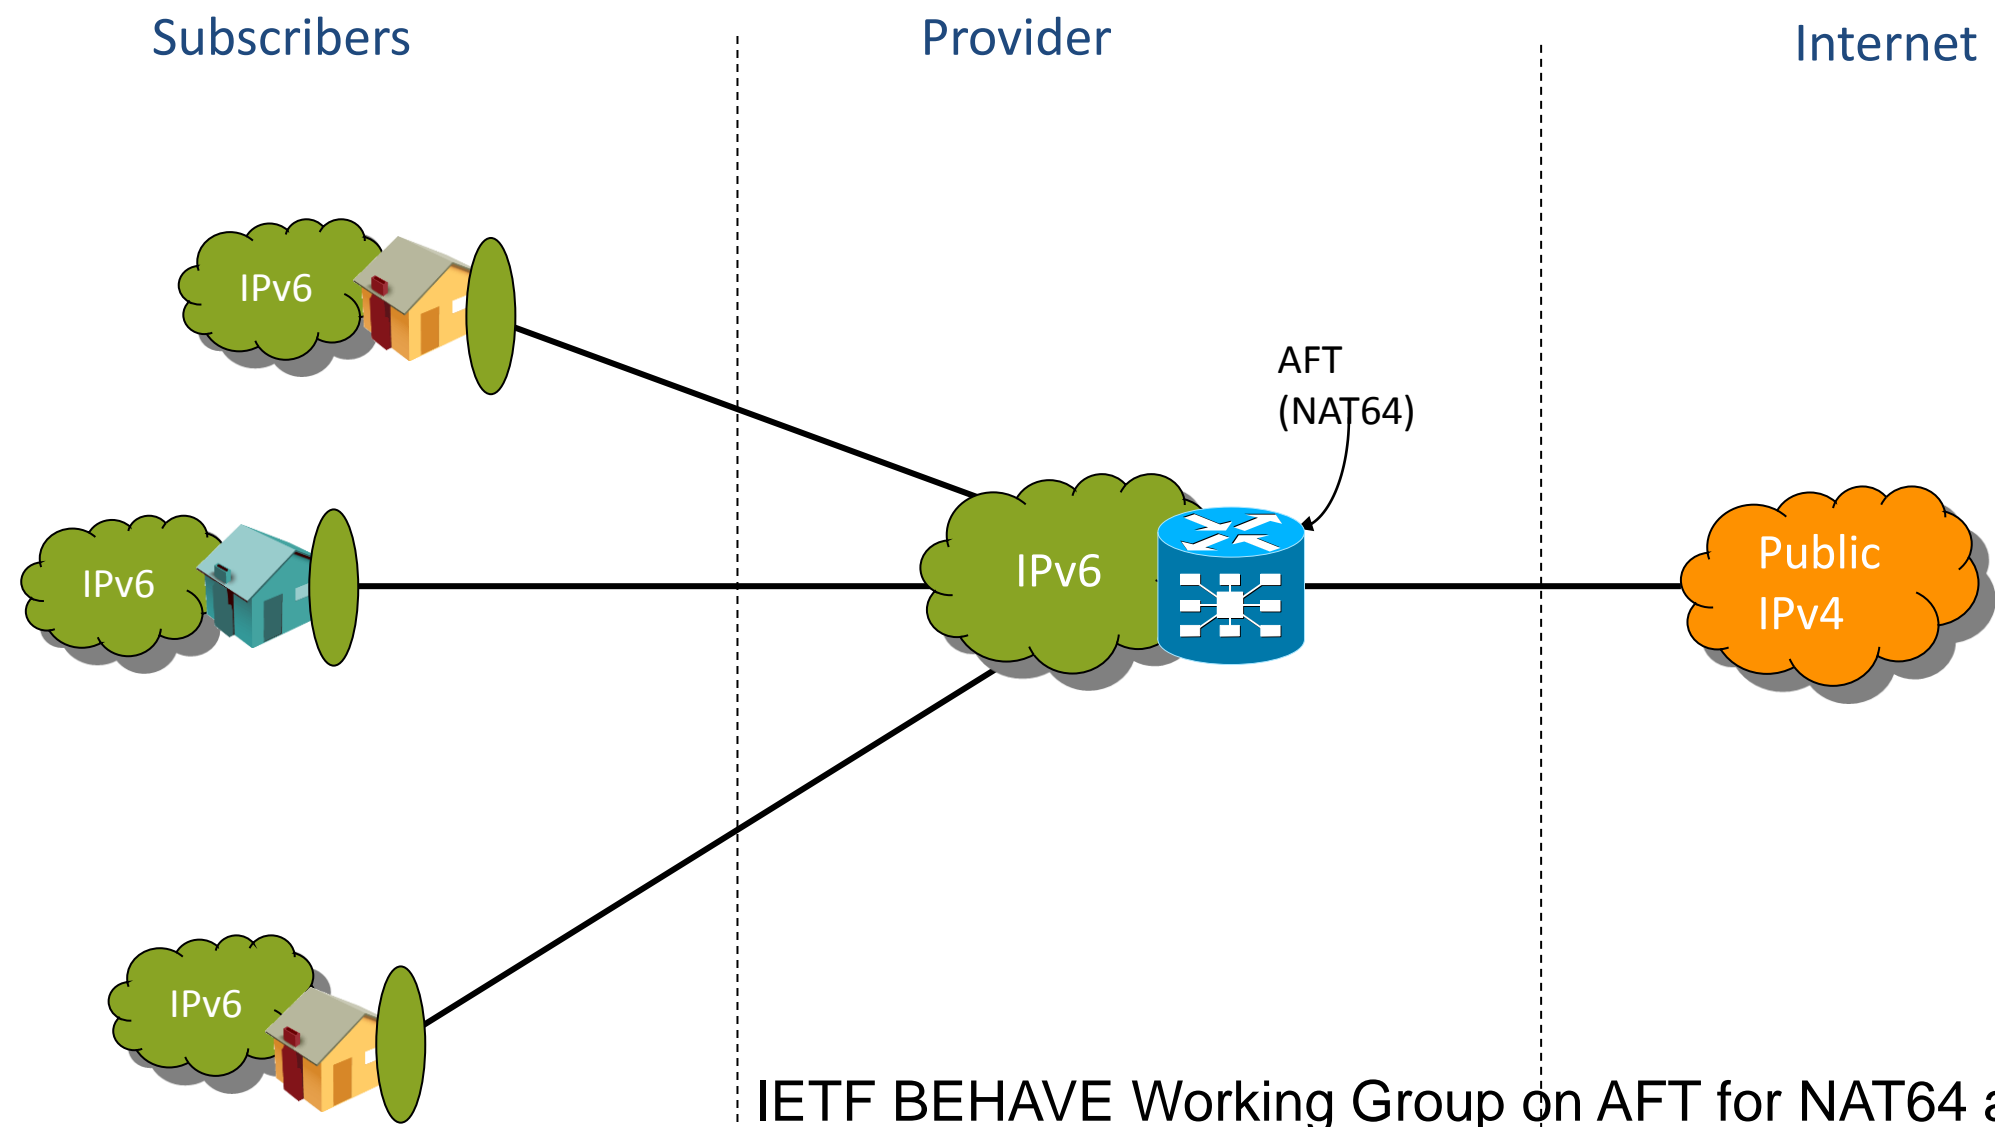 Subscribers
Provider
Internet
IPv6
AFT
(NAT64)
IPv6
IPv6
Public
IPv4
IPv6
IETF BEHAVE Working Group on AFT for NAT64 a